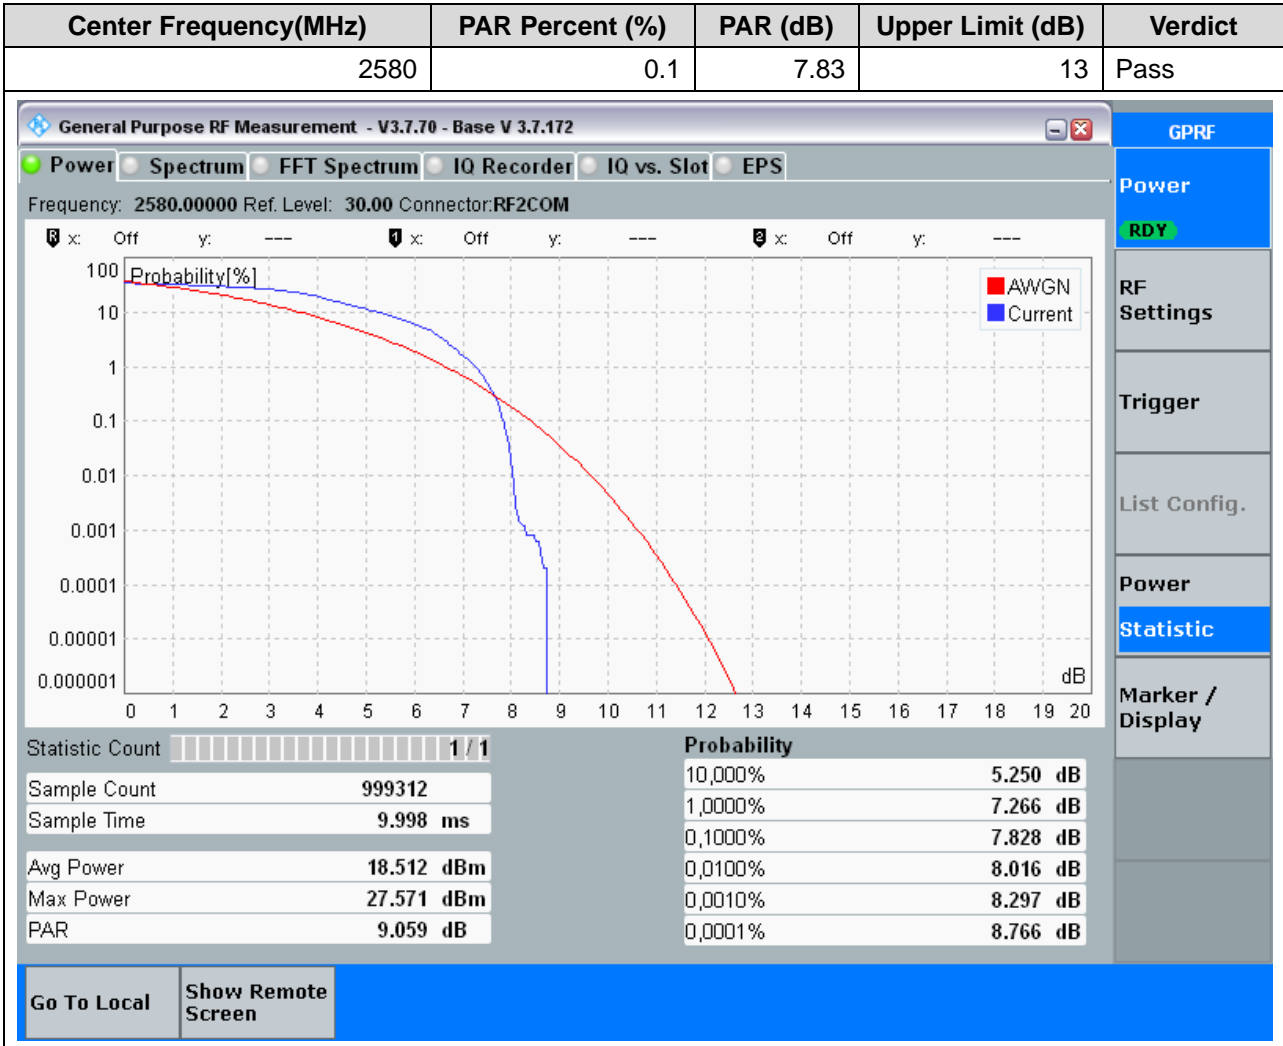 Center Frequency(MHz) PAR Percent (%) PAR (dB) Upper Limit (dB) Verdict
2580 0.1 7.83 13 Pass
General Purpose RF Measurement - V3.7.70 - Base V 3.7.172
GPRF
Power Spectrum FFT Spectrum IQ Recorder IQ vs. Slot EPS
Frequency: 2580.00000 Ref. Level: 30.00 Connector:RF2COM
R x: Off y: --- 1 x: Off y: --- 2 x: Off y: ---
Probability[%]
AWGN
Current
100
10
1
0.1
0.01
0.001
0.0001
0.00001
0.000001
dB
0 1 2 3 4 5 6 7 8 9 10 11 12 13 14 15 16 17 18 19 20
Statistic Count 1 / 1
Sample Count 999312
Sample Time 9.998 ms
Avg Power 18.512 dBm
Max Power 27.571 dBm
PAR 9.059 dB
Probability
10,000% 5.250 dB
1,0000% 7.266 dB
0,1000% 7.828 dB
0,0100% 8.016 dB
0,0010% 8.297 dB
0,0001% 8.766 dB
Power
RDY
RF
Settings
Trigger
List Config.
Power
Statistic
Marker /
Display
Go To Local
Show Remote
Screen